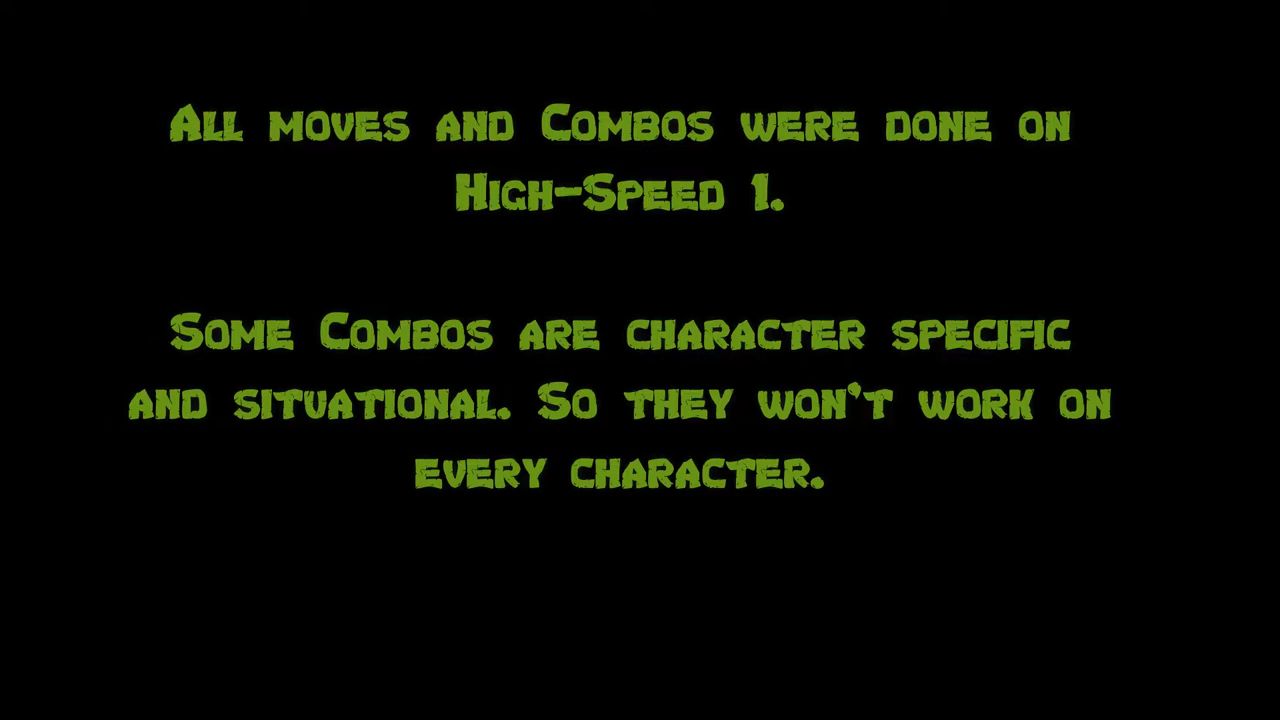 All moves and Combos were done on
High-Speed 1.
Some Combos are character specific
and situational. So they won't work on
every character.